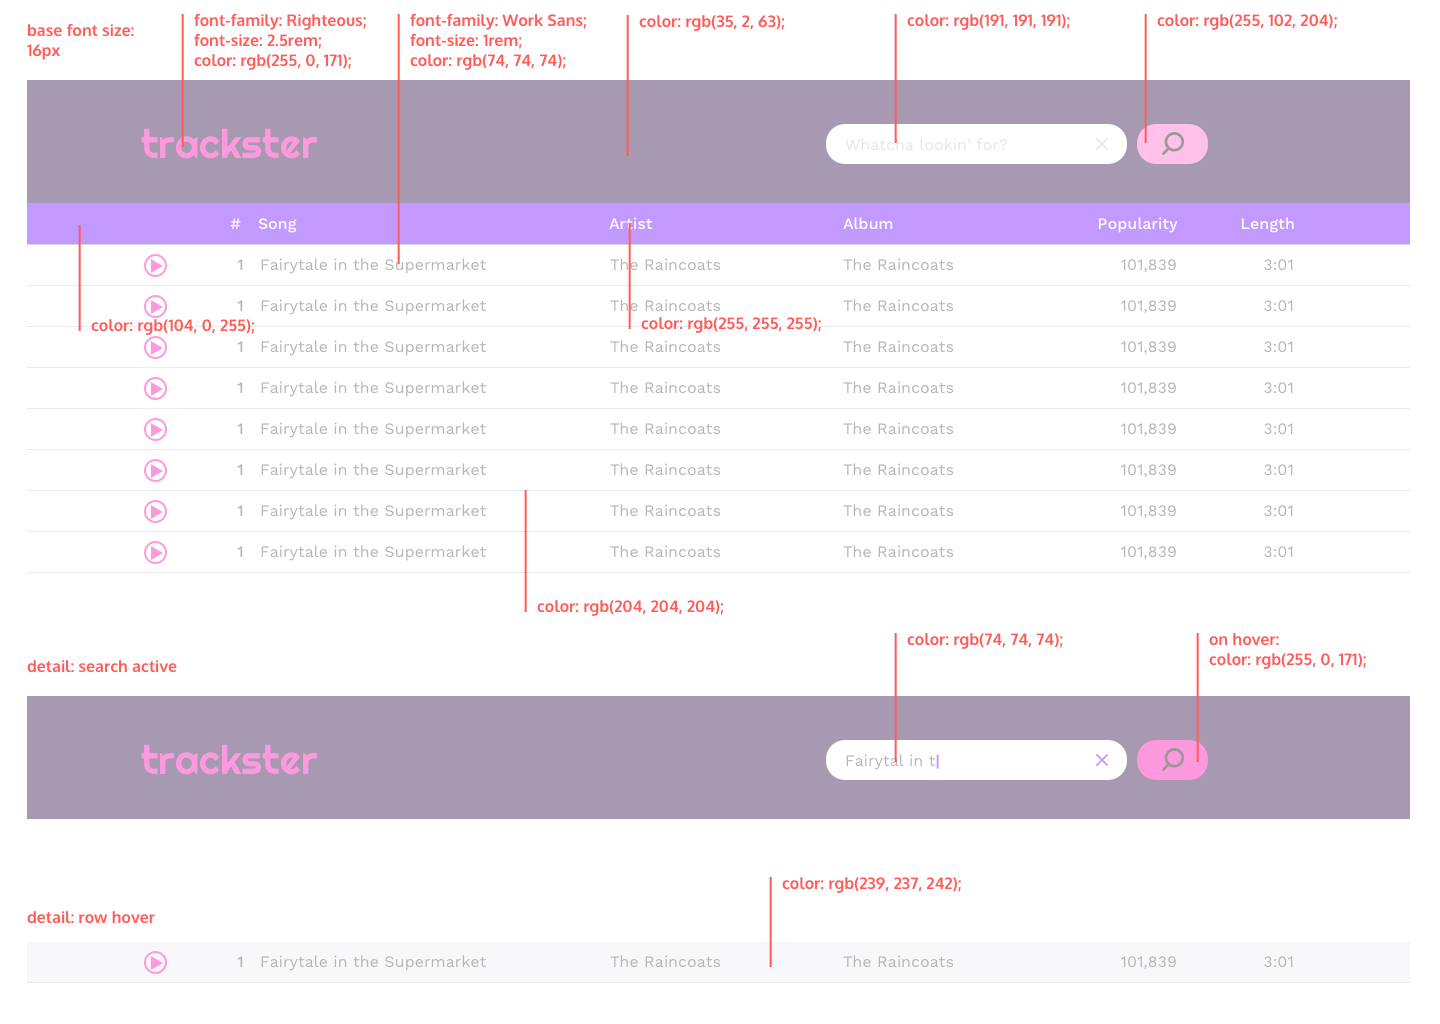 base font size:
16px
font-family: Righteous;
font-size: 2.5rem;
color: rgb(255, 0, 171);
font-family: Work Sans;
font-size: 1rem;
color: rgb(74, 74, 74);
color: rgb(35, 2, 63);
color: rgb(191, 191, 191);
color: rgb(255, 102, 204);
trackster
Whatcha lookin' for?
# Song Artist Album Popularity Length
1 Fairytale in the Supermarket The Raincoats The Raincoats 101,839 3:01
1 Fairytale in the Supermarket The Raincoats The Raincoats 101,839 3:01
color: rgb(104, 0, 255);
color: rgb(255, 255, 255);
1 Fairytale in the Supermarket The Raincoats The Raincoats 101,839 3:01
1 Fairytale in the Supermarket The Raincoats The Raincoats 101,839 3:01
1 Fairytale in the Supermarket The Raincoats The Raincoats 101,839 3:01
1 Fairytale in the Supermarket The Raincoats The Raincoats 101,839 3:01
1 Fairytale in the Supermarket The Raincoats The Raincoats 101,839 3:01
1 Fairytale in the Supermarket The Raincoats The Raincoats 101,839 3:01
color: rgb(204, 204, 204);
detail: search active
color: rgb(74, 74, 74);
on hover:
color: rgb(255, 0, 171);
trackster
Fairytal in t
color: rgb(239, 237, 242);
detail: row hover
1 Fairytale in the Supermarket The Raincoats The Raincoats 101,839 3:01